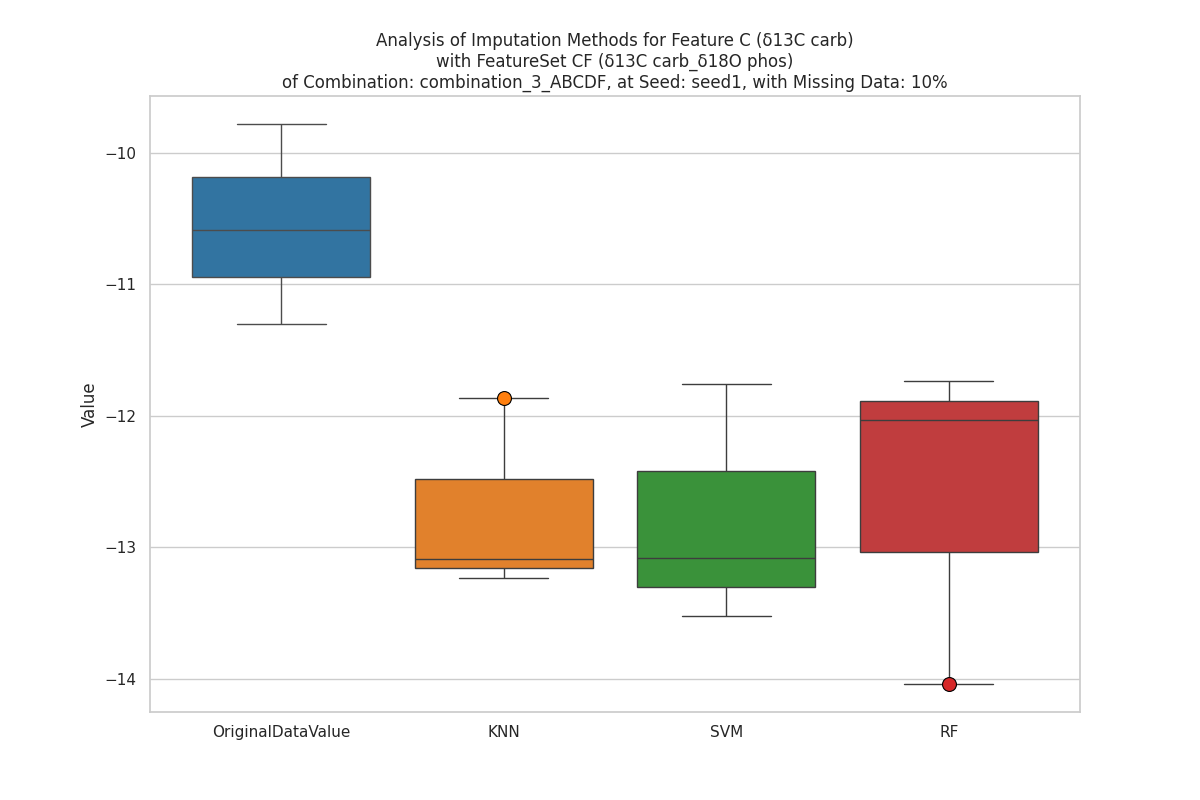 Analysis of Imputation Methods for Feature C (δ13C carb)
with FeatureSet CF (δ13C carb_δ18O phos)
of Combination: combination_3_ABCDF, at Seed: seed1, with Missing Data: 10%
−10
−11
−12
−13
−14
Value
OriginalDataValue
KNN
SVM
RF